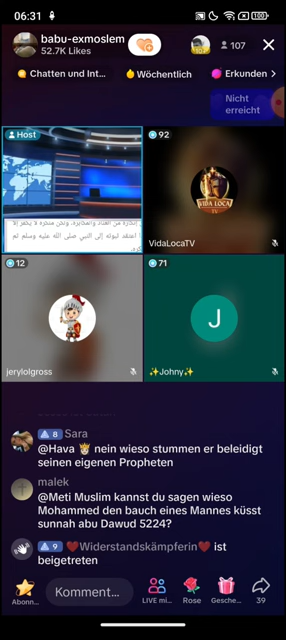 06:31
100
babu-exmoslem
52.7K Likes
107
Chatten und Int...
Wöchentlich
Erkunden
Nicht
erreicht
Host
92
VIDA LOCA
VidaLocaTV
12
71
J
jerylolgross
✨Johny✨
8 Sara
@Hava 👸 nein wieso stummen er beleidigt
seinen eigenen Propheten
malek
@Meti Muslim kannst du sagen wieso
Mohammed den bauch eines Mannes küsst
sunnah abu Dawud 5224?
9 ❤️Widerstandskämpferin❤️ ist
beigetreten
Abonn...
Komment...
LIVE mi...
Rose
Gesche...
39